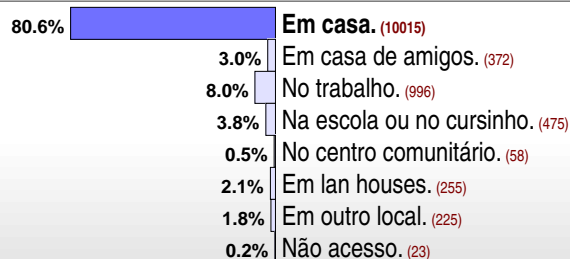 80.6% Em casa. (10015)
3.0% Em casa de amigos. (372)
8.0% No trabalho. (996)
3.8% Na escola ou no cursinho. (475)
0.5% No centro comunitário. (58)
2.1% Em lan houses. (255)
1.8% Em outro local. (225)
0.2% Não acesso. (23)